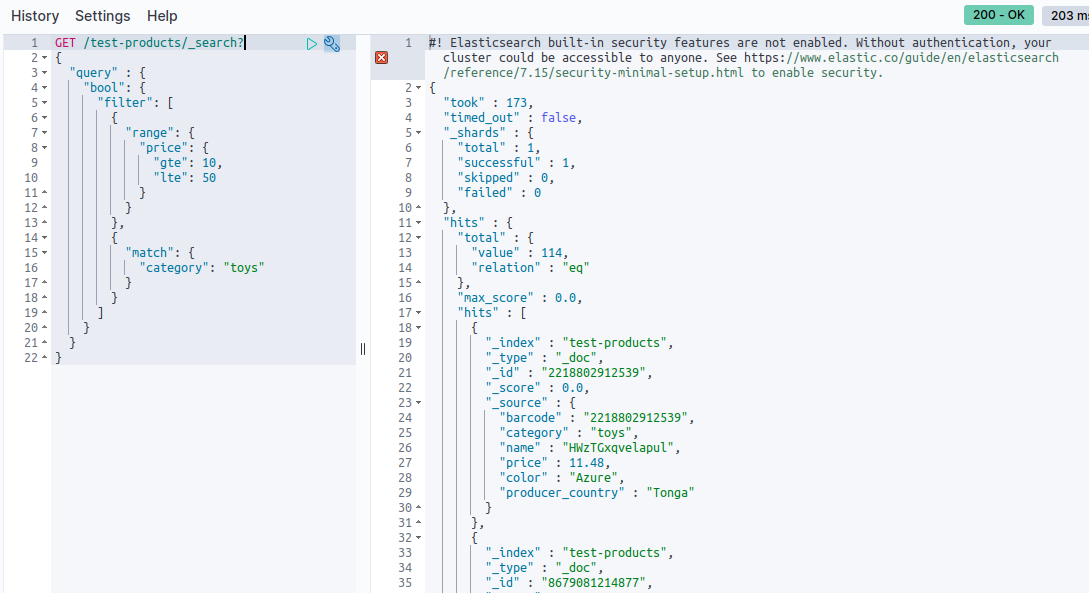 History Settings Help
200 - OK 203 ms
1 GET /test-products/_search?
2 {
3 "query" : {
4 "bool": {
5 "filter": [
6 {
7 "range": {
8 "price": {
9 "gte": 10,
10 "lte": 50
11 }
12 }
13 },
14 {
15 "match": {
16 "category": "toys"
17 }
18 }
19 ]
20 }
21 }
22 }
1 #! Elasticsearch built-in security features are not enabled. Without authentication, your
cluster could be accessible to anyone. See https://www.elastic.co/guide/en/elasticsearch
/reference/7.15/security-minimal-setup.html to enable security.
2 {
3 "took" : 173,
4 "timed_out" : false,
5 "_shards" : {
6 "total" : 1,
7 "successful" : 1,
8 "skipped" : 0,
9 "failed" : 0
10 },
11 "hits" : {
12 "total" : {
13 "value" : 114,
14 "relation" : "eq"
15 },
16 "max_score" : 0.0,
17 "hits" : [
18 {
19 "_index" : "test-products",
20 "_type" : "_doc",
21 "_id" : "2218802912539",
22 "_score" : 0.0,
23 "_source" : {
24 "barcode" : "2218802912539",
25 "category" : "toys",
26 "name" : "HWzTGxqvelapul",
27 "price" : 11.48,
28 "color" : "Azure",
29 "producer_country" : "Tonga"
30 }
31 },
32 {
33 "_index" : "test-products",
34 "_type" : "_doc",
35 "_id" : "8679081214877",